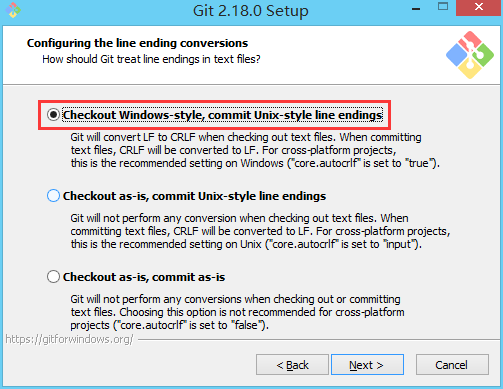 Git 2.18.0 Setup
Configuring the line ending conversions
How should Git treat line endings in text files?
Checkout Windows-style, commit Unix-style line endings
Git will convert LF to CRLF when checking out text files. When committing
text files, CRLF will be converted to LF. For cross-platform projects,
this is the recommended setting on Windows ("core.autocrlf" is set to "true").
Checkout as-is, commit Unix-style line endings
Git will not perform any conversion when checking out text files. When
committing text files, CRLF will be converted to LF. For cross-platform projects,
this is the recommended setting on Unix ("core.autocrlf" is set to "input").
Checkout as-is, commit as-is
Git will not perform any conversions when checking out or committing
text files. Choosing this option is not recommended for cross-platform
projects ("core.autocrlf" is set to "false").
https://gitforwindows.org/
< Back Next > Cancel